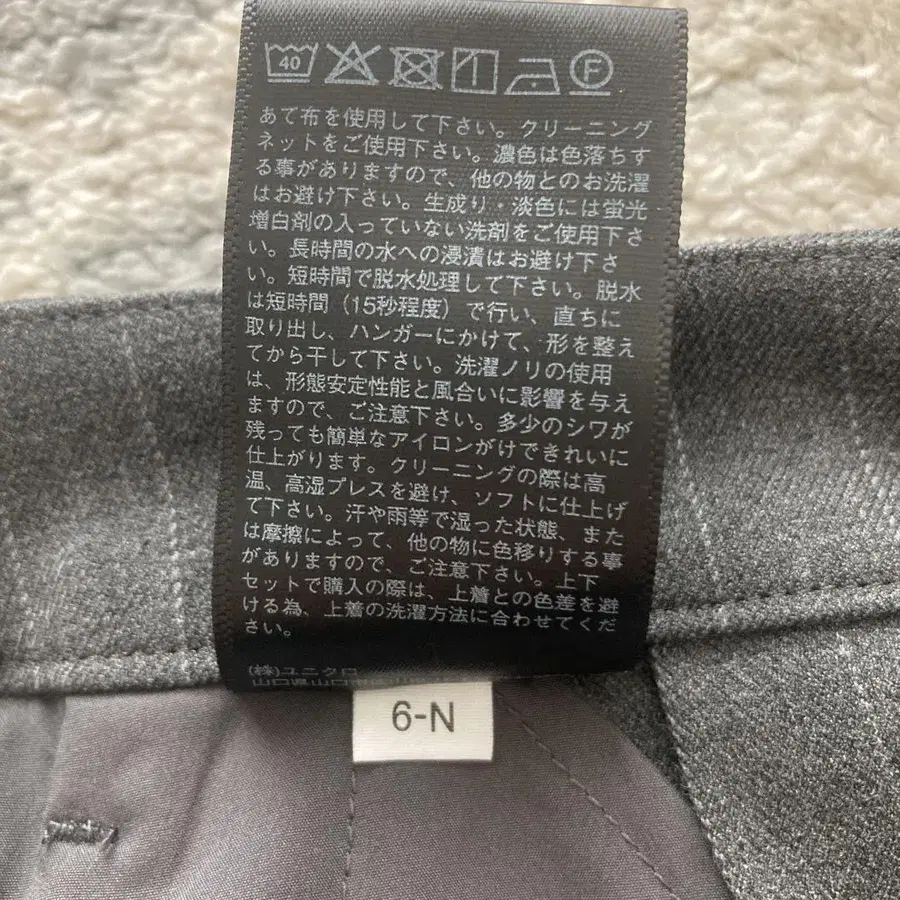 40
F
あて布を使用して下さい。クリーニング
ネットをご使用下さい。濃色は色落ちす
る事がありますので、他の物とのお洗濯
はお避け下さい。生成り・淡色には蛍光
増白剤の入っていない洗剤をご使用下さ
い。長時間の水への浸漬はお避け下さ
い。短時間で脱水処理して下さい。脱水
は短時間（15秒程度）で行い、直ちに
取り出し、ハンガーにかけて、形を整え
てから干して下さい。洗濯ノリの使用
は、形態安定性能と風合いに影響を与え
ますので、ご注意下さい。多少のシワが
残っても簡単なアイロンがけできれいに
仕上がります。クリーニングの際は高
温、高湿プレスを避け、ソフトに仕上げ
て下さい。汗や雨等で湿った状態、また
は摩擦によって、他の物に色移りする事
がありますので、ご注意下さい。上下
セットで購入の際は、上着との色差を避
ける為、上着の洗濯方法に合わせてくだ
さい。
(株)ユニクロ
山口県山口市
6-N